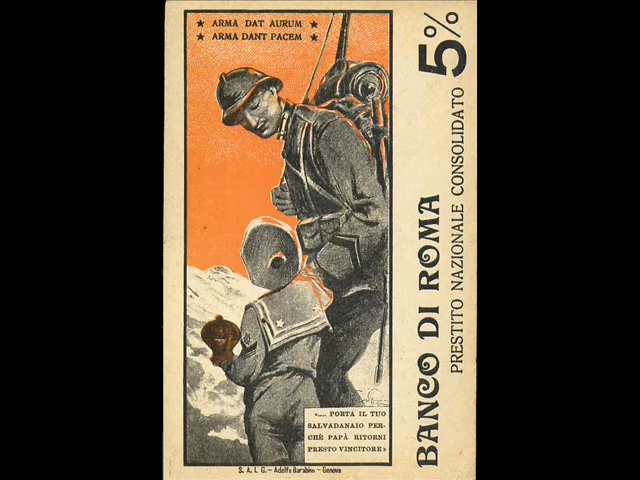 ★ ARMA DAT AURUM ★
★ ARMA DANT PACEM ★
«.... PORTA IL TUO
SALVADANAIO PER-
CHÈ PAPÀ RITORNI
PRESTO VINCITORE»
S. A. I. G. - Adolfo Barabino - Genova
BANCO DI ROMA
PRESTITO NAZIONALE CONSOLIDATO 5%